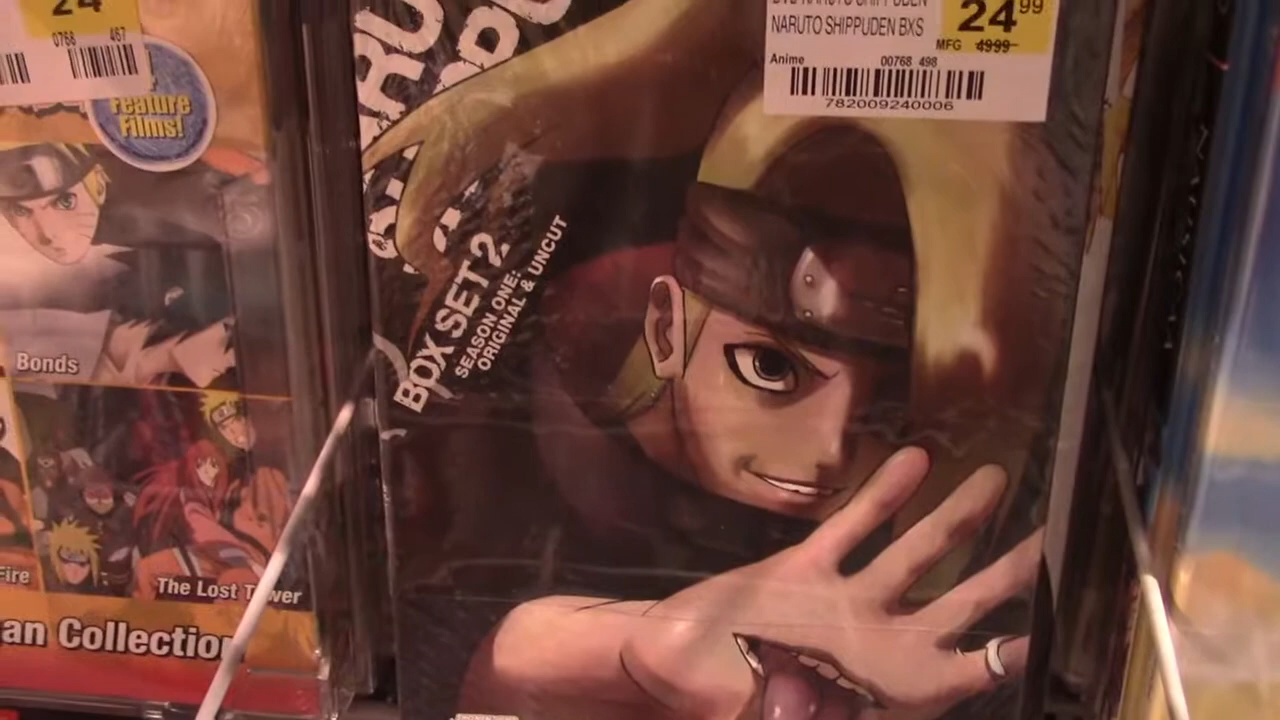 24
0768 467
Feature
Films!
Bonds
Fire
The Lost Tower
an Collection
BOX SET 2
SEASON ONE:
ORIGINAL & UNCUT
NARUTO SHIPPUDEN BXS
24.99
MFG 4999
Anime 00768 498
782009240006